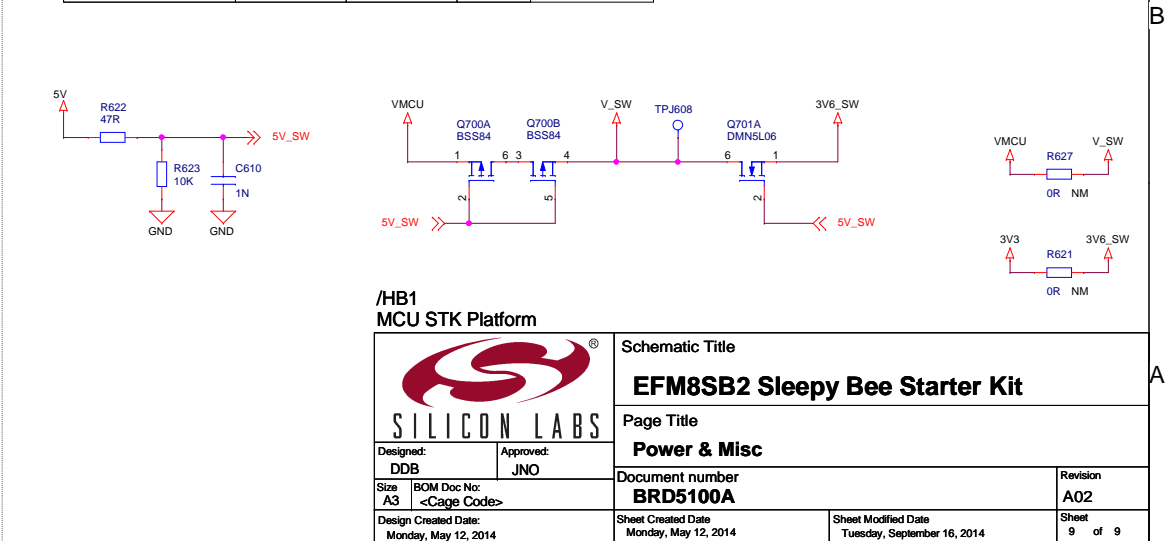 B
5V
R622
47R
5V_SW
R623
10K
C610
1N
GND
GND
VMCU
Q700A
BSS84
Q700B
BSS84
V_SW
TPJ608
Q701A
DMN5L06
3V6_SW
1
6
3
4
6
1
2
5
2
5V_SW
5V_SW
VMCU
V_SW
R627
0R NM
3V3
3V6_SW
R621
0R NM
/HB1
MCU STK Platform
®
SILICON LABS
Schematic Title
EFM8SB2 Sleepy Bee Starter Kit
A
Page Title
Power & Misc
Designed:
DDB
Approved:
JNO
Document number
BRD5100A
Revision
A02
Size
A3
BOM Doc No:
<Cage Code>
Design Created Date:
Monday, May 12, 2014
Sheet Created Date
Monday, May 12, 2014
Sheet Modified Date
Tuesday, September 16, 2014
Sheet
9 of 9